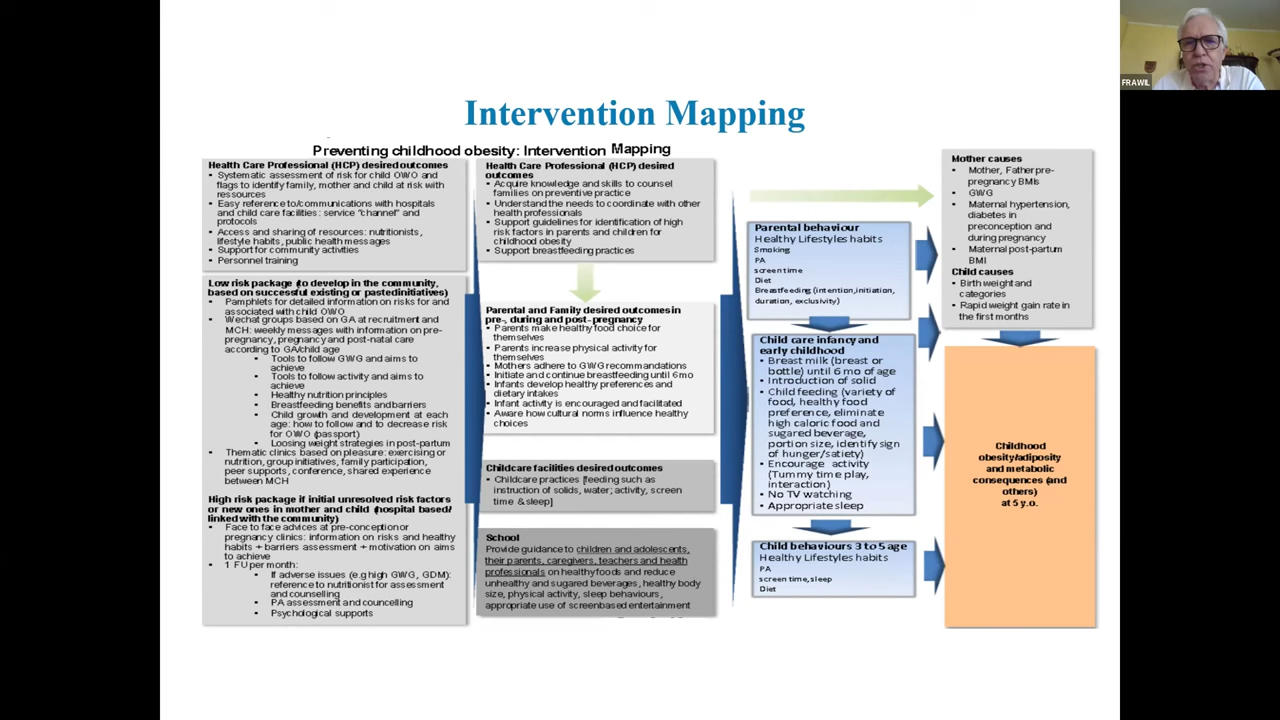 Intervention Mapping
Preventing childhood obesity: Intervention Mapping
Health Care Professional (HCP) desired outcomes
• Systematic assessment of risk for child OWO and
flags to identify family, mother and child at risk with
ressources
• Easy reference to/communications with hospitals
and child care facilities: service "channel" and
protocols
• Access and sharing of resources: nutritionists,
lifestyle habits, public health messages
• Support for community activities
• Personnel training
Low risk package (to develop in the community,
based on successful existing or pastedinitiatives)
• Pamphlets for detailed information on risks for and
associated with child OWO
• Wechat groups based on GA at recruitment and
MCH: weekly messages with information on pre-
pregnancy, pregnancy and post-natal care
according to GA/child age
• Tools to follow GWG and aims to
achieve
• Tools to follow activity and aims to
achieve
• Healthy nutrition principles
• Breastfeeding benefits and barriers
• Child growth and development at each
age: how to follow and to decrease risk
for OWO (passport)
• Loosing weight strategies in post-partum
• Thematic clinics based on pleasure: exercising or
nutrition, group initiatives, family participation,
peer supports, conference, shared experience
between MCH
High risk package if initial unresolved risk factors
or new ones in mother and child (hospital based/
linked with the community)
• Face to face advices at pre-conception or
pregnancy clinics: information on risks and healthy
habits + barriers assessment + motivation on aims
to achieve
• 1 FU per month:
• If adverse issues (e.g high GWG, GDM):
reference to nutritionist for assessment
and counselling
• PA assessment and councelling
• Psychological supports
Health Care Professional (HCP) desired
outcomes
• Acquire knowledge and skills to counsel
families on preventive practice
• Understand the needs to coordinate with other
health professionals
• Support guidelines for identification of high
risk factors in parents and children for
childhood obesity
• Support breastfeeding practices
Parental and Family desired outcomes in
pre-, during and post- pregnancy
• Parents make healthy food choice for
themselves
• Parents increase physical activity for
themselves
• Mothers adhere to GWG recommandations
• Initiate and continue breastfeeding until 6 mo
• Infants develop healthy preferences and
dietary intakes
• Infant activity is encouraged and facilitated
• Aware how cultural norms influence healthy
choices
Childcare facilities desired outcomes
• Childcare practices [feeding such as
instruction of solids, water; activity, screen
time & sleep]
School
Provide guidance to children and adolescents,
their parents, caregivers, teachers and health
professionals on healthy foods and reduce
unhealthy and sugared beverages, healthy body
size, physical activity, sleep behaviours,
appropriate use of screenbased entertainment
Parental behaviour
Healthy Lifestyles habits
Smoking
PA
screen time
Diet
Breastfeeding (intention,initiation,
duration, exclusivity)
Child care infancy and
early childhood
• Breast milk (breast or
bottle) until 6 mo of age
• Introduction of solid
• Child feeding (variety of
food, healthy food
preference, eliminate
high caloric food and
sugared beverage,
portion size, identify sign
of hunger/satiety)
• Encourage activity
(Tummy time play,
interaction)
• No TV watching
• Appropriate sleep
Child behaviours 3 to 5 age
Healthy Lifestyles habits
PA
screen time, sleep
Diet
Mother causes
• Mother, Father pre-
pregnancy BMIs
• GWG
• Maternal hypertension,
diabetes in
preconception and
during pregnancy
• Maternal post-partum
BMI
Child causes
• Birth weight and
categories
• Rapid weight gain rate in
the first months
Childhood
obesity/adiposity
and metabolic
consequences (and
others)
at 5 y.o.
FRAWIL